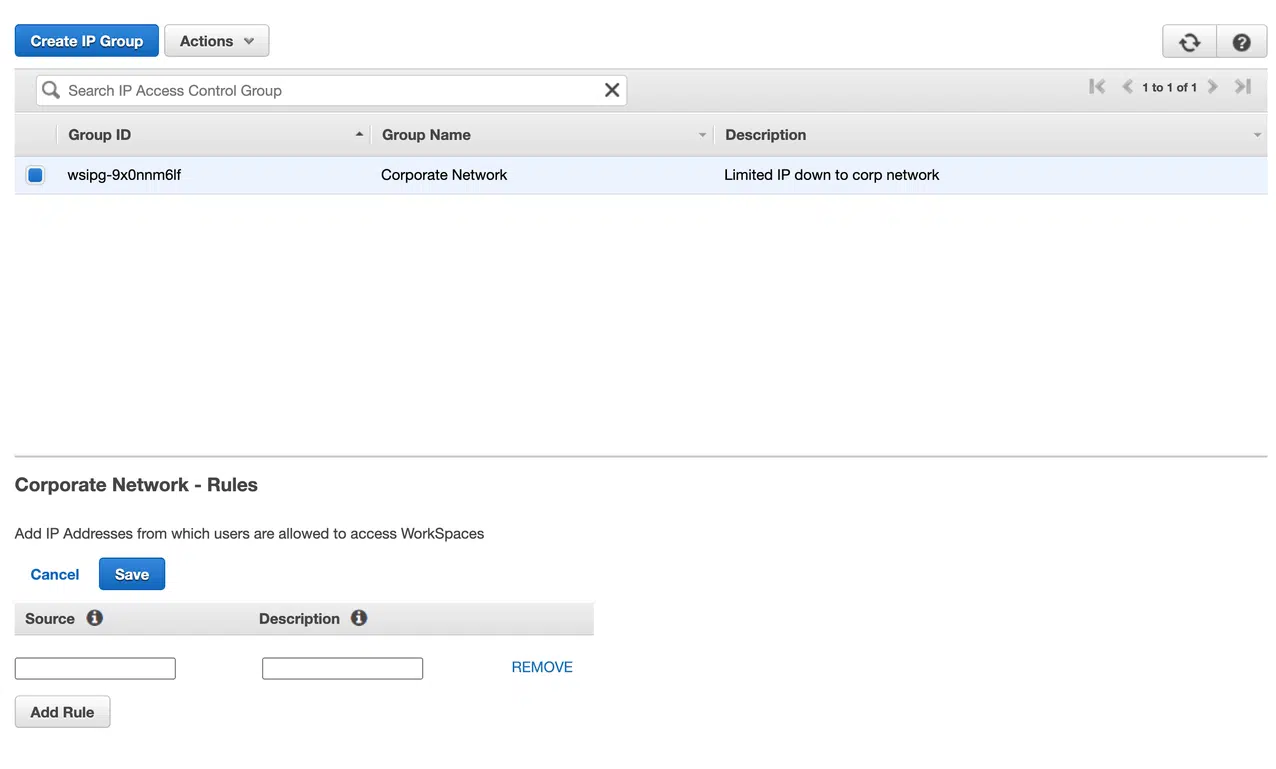 Create IP Group Actions
Search IP Access Control Group 1 to 1 of 1
Group ID Group Name Description
wsipg-9x0nnm6lf Corporate Network Limited IP down to corp network
Corporate Network - Rules
Add IP Addresses from which users are allowed to access WorkSpaces
Cancel Save
Source Description
REMOVE
Add Rule